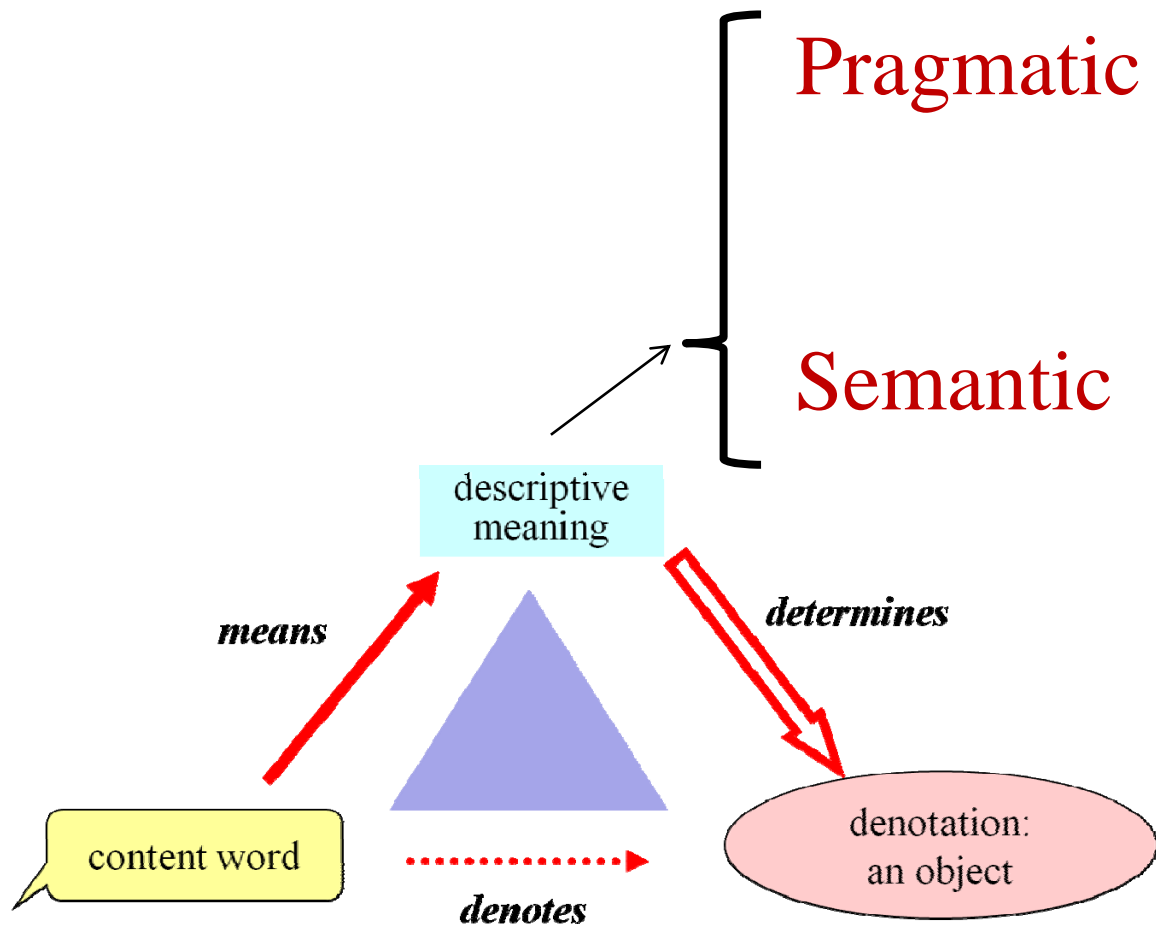 Pragmatic
Semantic
descriptive
meaning
means
determines
content word
denotes
denotation:
an object